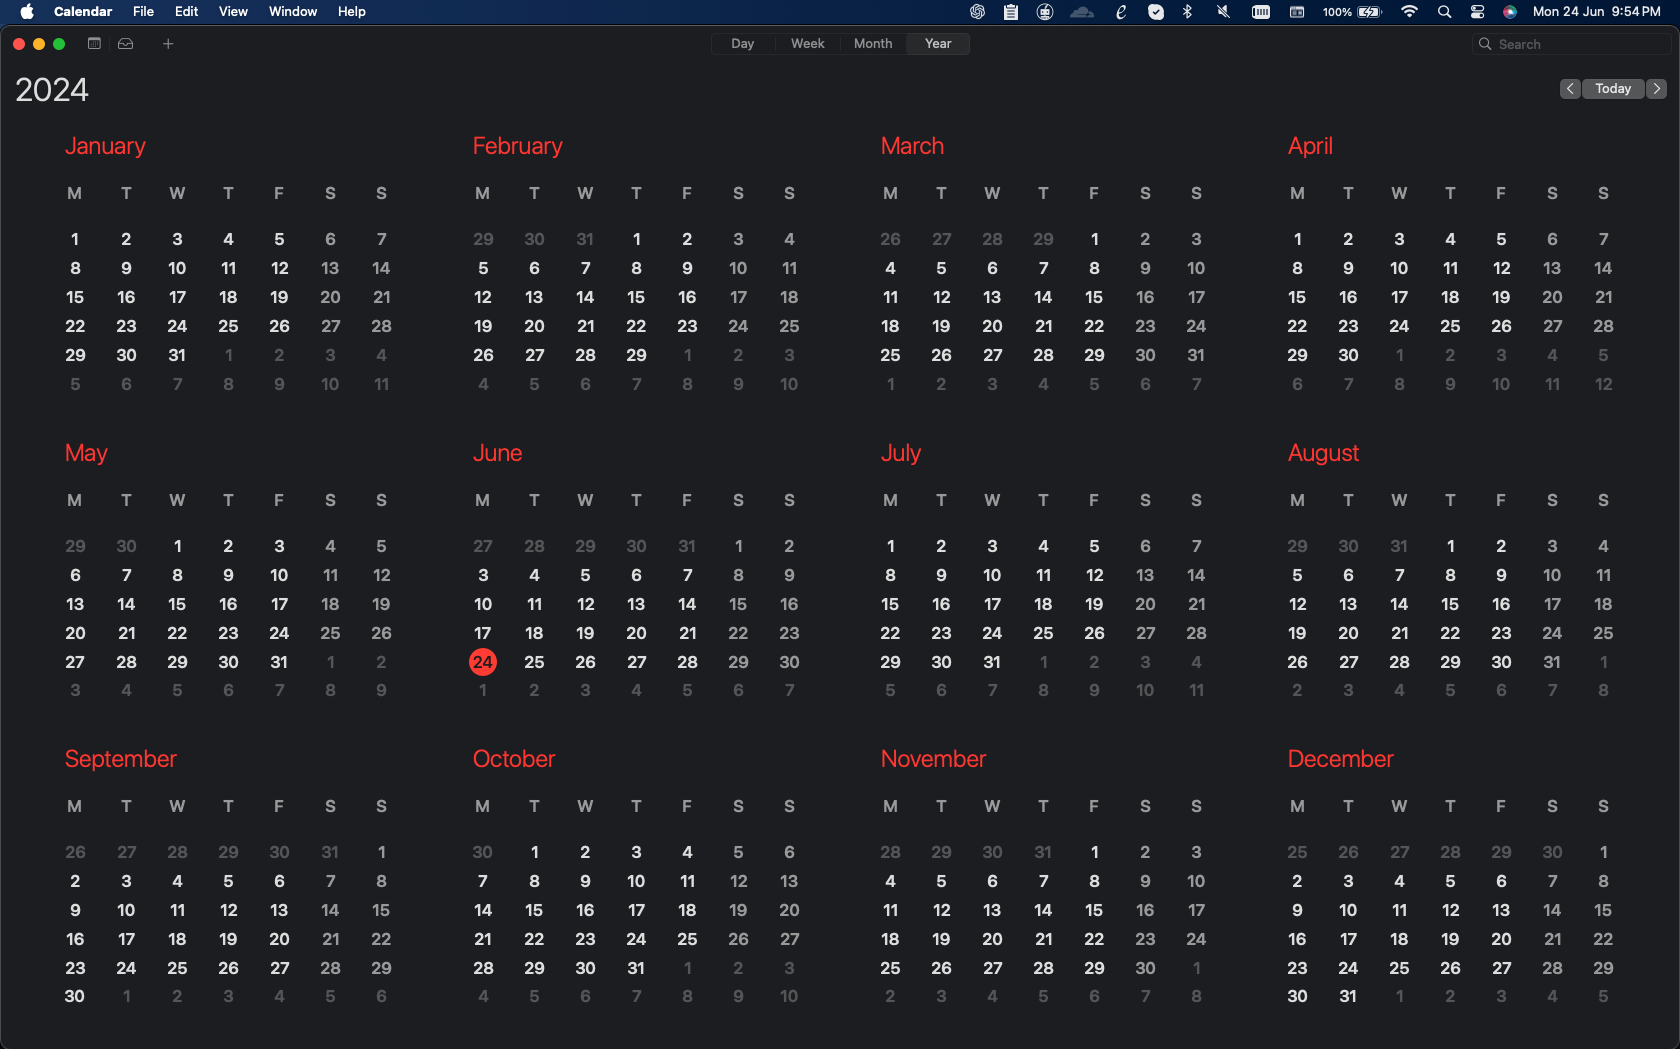 Calendar File Edit View Window Help 100% Mon 24 Jun 9:54 PM
Day Week Month Year Search
2024 Today
January February March April
M T W T F S S M T W T F S S M T W T F S S M T W T F S S
1 2 3 4 5 6 7 29 30 31 1 2 3 4 26 27 28 29 1 2 3 1 2 3 4 5 6 7
8 9 10 11 12 13 14 5 6 7 8 9 10 11 4 5 6 7 8 9 10 8 9 10 11 12 13 14
15 16 17 18 19 20 21 12 13 14 15 16 17 18 11 12 13 14 15 16 17 15 16 17 18 19 20 21
22 23 24 25 26 27 28 19 20 21 22 23 24 25 18 19 20 21 22 23 24 22 23 24 25 26 27 28
29 30 31 1 2 3 4 26 27 28 29 1 2 3 25 26 27 28 29 30 31 29 30 1 2 3 4 5
5 6 7 8 9 10 11 4 5 6 7 8 9 10 1 2 3 4 5 6 7 6 7 8 9 10 11 12
May June July August
M T W T F S S M T W T F S S M T W T F S S M T W T F S S
29 30 1 2 3 4 5 27 28 29 30 31 1 2 1 2 3 4 5 6 7 29 30 31 1 2 3 4
6 7 8 9 10 11 12 3 4 5 6 7 8 9 8 9 10 11 12 13 14 5 6 7 8 9 10 11
13 14 15 16 17 18 19 10 11 12 13 14 15 16 15 16 17 18 19 20 21 12 13 14 15 16 17 18
20 21 22 23 24 25 26 17 18 19 20 21 22 23 22 23 24 25 26 27 28 19 20 21 22 23 24 25
27 28 29 30 31 1 2 24 25 26 27 28 29 30 29 30 31 1 2 3 4 26 27 28 29 30 31 1
3 4 5 6 7 8 9 1 2 3 4 5 6 7 5 6 7 8 9 10 11 2 3 4 5 6 7 8
September October November December
M T W T F S S M T W T F S S M T W T F S S M T W T F S S
26 27 28 29 30 31 1 30 1 2 3 4 5 6 28 29 30 31 1 2 3 25 26 27 28 29 30 1
2 3 4 5 6 7 8 7 8 9 10 11 12 13 4 5 6 7 8 9 10 2 3 4 5 6 7 8
9 10 11 12 13 14 15 14 15 16 17 18 19 20 11 12 13 14 15 16 17 9 10 11 12 13 14 15
16 17 18 19 20 21 22 21 22 23 24 25 26 27 18 19 20 21 22 23 24 16 17 18 19 20 21 22
23 24 25 26 27 28 29 28 29 30 31 1 2 3 25 26 27 28 29 30 1 23 24 25 26 27 28 29
30 1 2 3 4 5 6 4 5 6 7 8 9 10 2 3 4 5 6 7 8 30 31 1 2 3 4 5